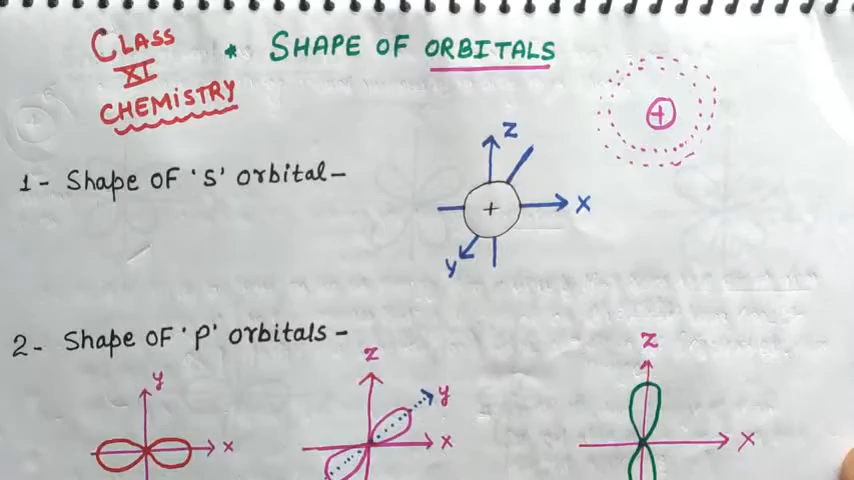 CLASS
XI
CHEMISTRY
* SHAPE OF ORBITALS
+
1- Shape OF 's' orbital-
Z
+
X
Y
2- Shape OF 'P' orbitals-
y
x
Z
y
x
Z
X